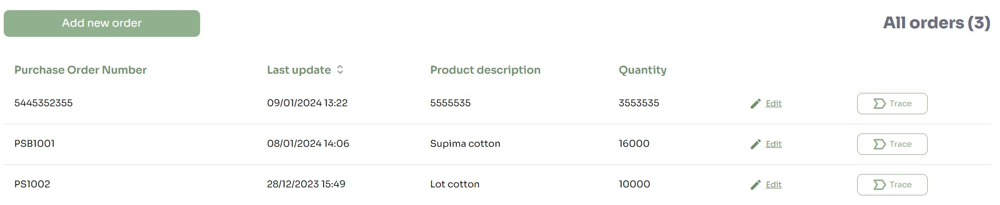 Add new order All orders (3)
Purchase Order Number Last update Product description Quantity
5445352355 09/01/2024 13:22 5555535 3553535 Edit Trace
PSB1001 08/01/2024 14:06 Supima cotton 16000 Edit Trace
PS1002 28/12/2023 15:49 Lot cotton 10000 Edit Trace